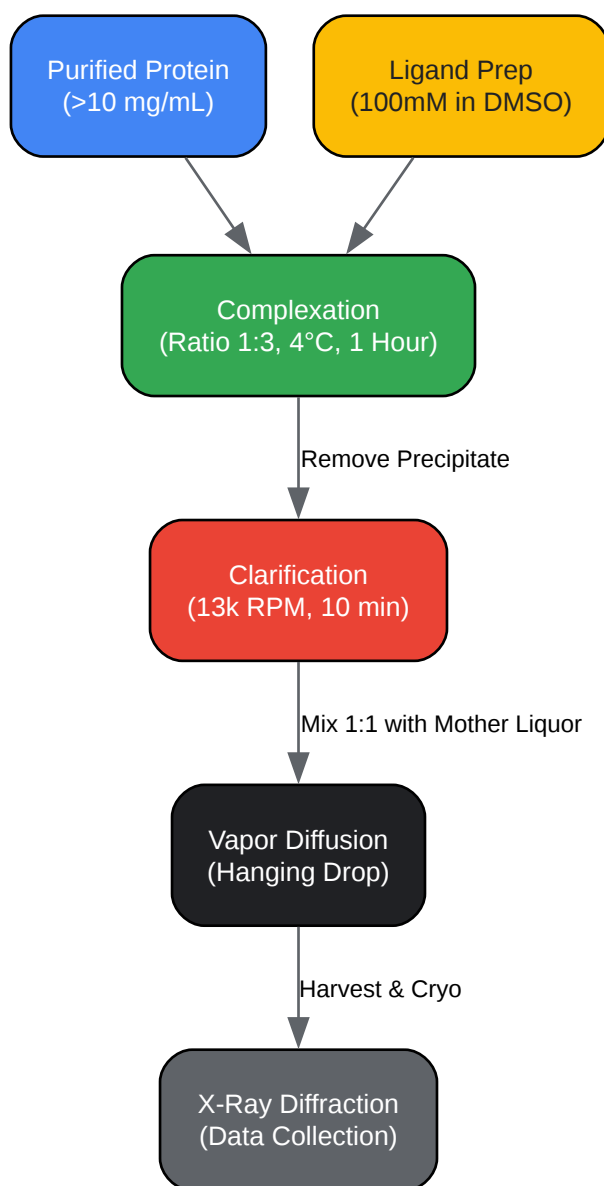 Purified Protein
(>10 mg/mL)
Ligand Prep
(100mM in DMSO)
Complexation
(Ratio 1:3, 4°C, 1 Hour)
Remove Precipitate
Clarification
(13k RPM, 10 min)
Mix 1:1 with Mother Liquor
Vapor Diffusion
(Hanging Drop)
Harvest & Cryo
X-Ray Diffraction
(Data Collection)